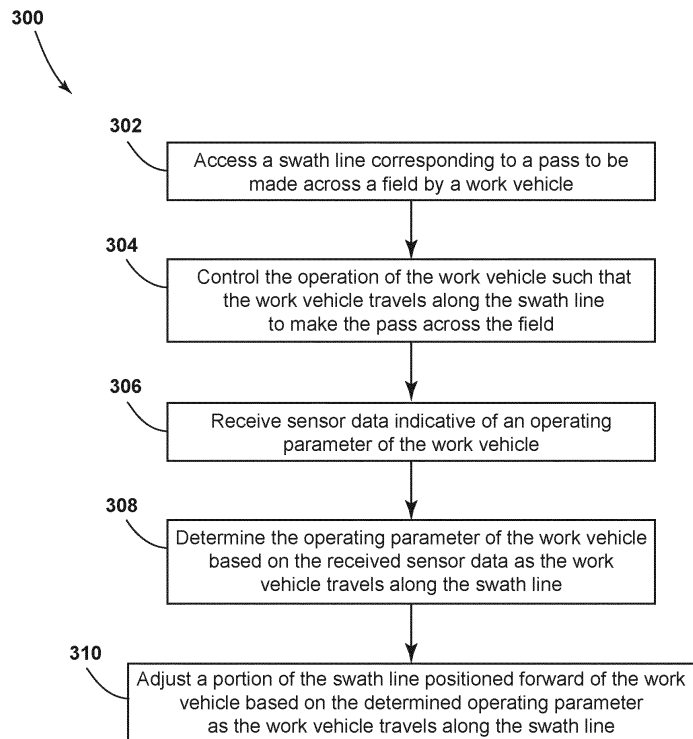 300
302
Access a swath line corresponding to a pass to be
made across a field by a work vehicle
304
Control the operation of the work vehicle such that
the work vehicle travels along the swath line
to make the pass across the field
306
Receive sensor data indicative of an operating
parameter of the work vehicle
308
Determine the operating parameter of the work vehicle
based on the received sensor data as the work
vehicle travels along the swath line
310
Adjust a portion of the swath line positioned forward of the work
vehicle based on the determined operating parameter
as the work vehicle travels along the swath line